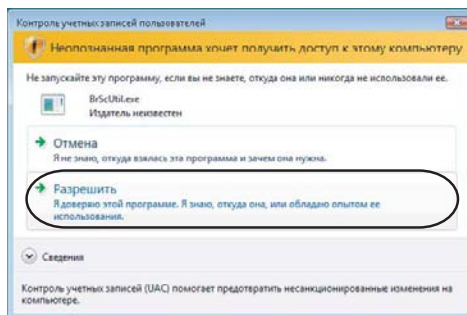 Контроль учетных записей пользователей
Неопознанная программа хочет получить доступ к этому компьютеру
Не запускайте эту программу, если вы не знаете, откуда она или никогда не использовали ее.
BrScUtil.exe
Издатель неизвестен
Отмена
Я не знаю, откуда взялась эта программа и зачем она нужна.
Разрешить
Я доверяю этой программе. Я знаю, откуда она, или обладаю опытом ее
использования.
Сведения
Контроль учетных записей (UAC) помогает предотвратить несанкционированные изменения на
компьютере.